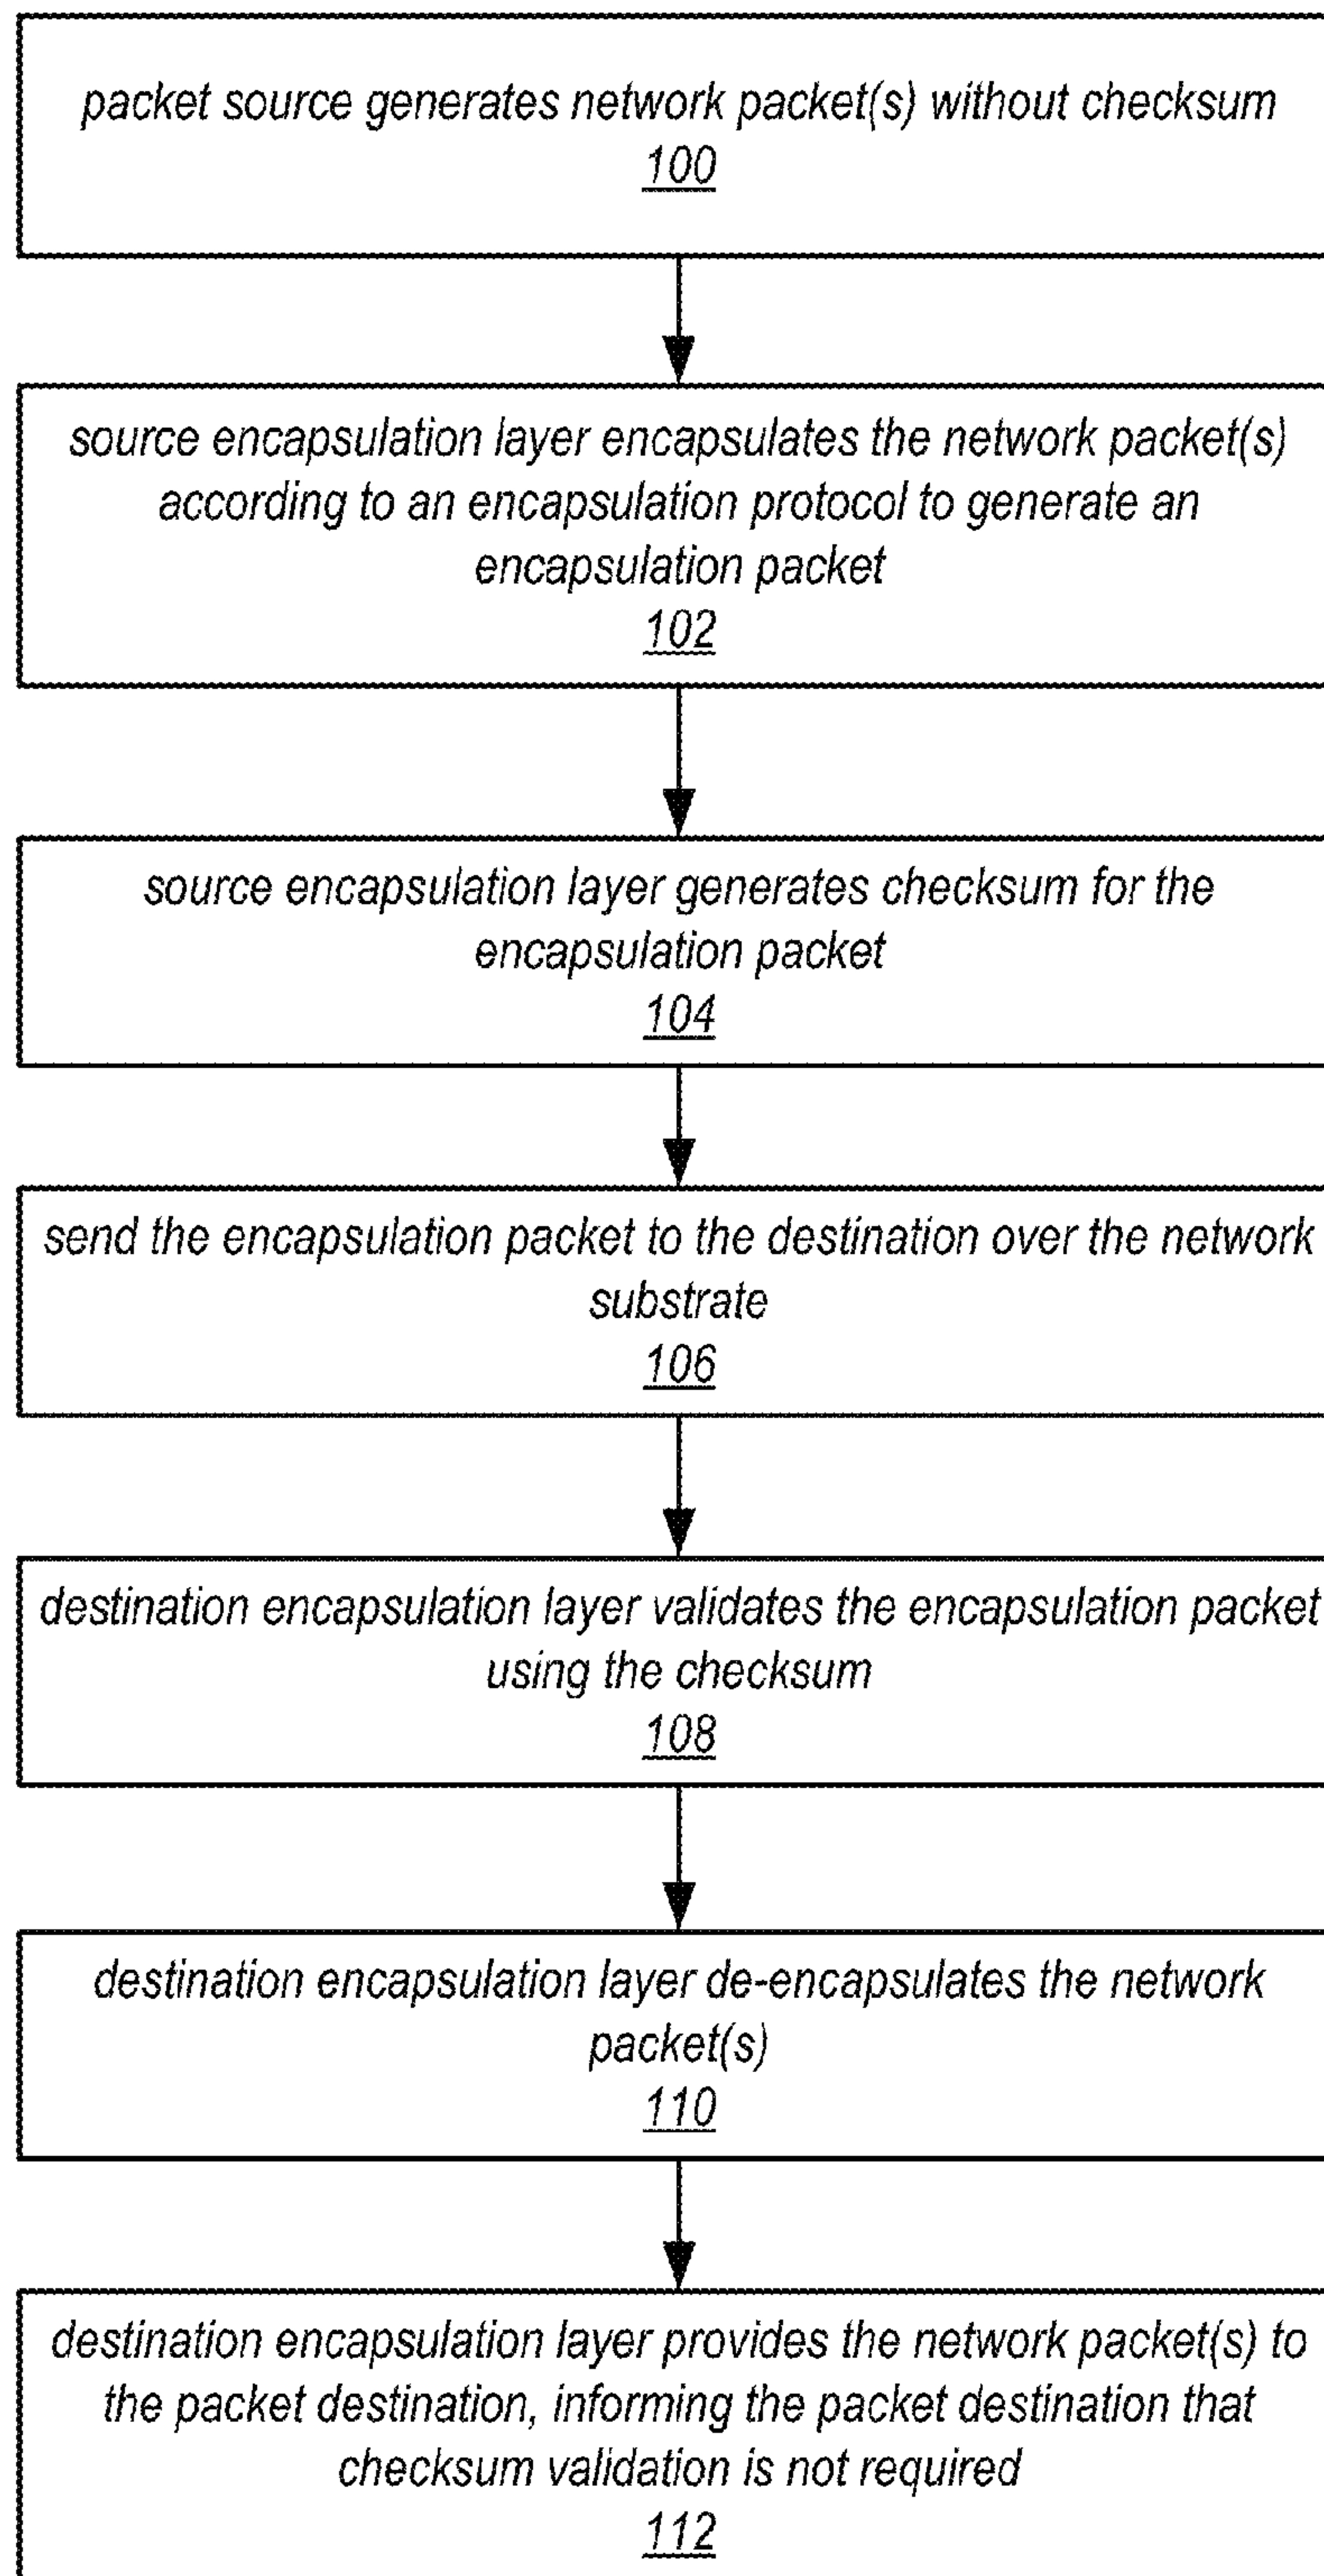 packet source generates network packet(s) without checksum
100
source encapsulation layer encapsulates the network packet(s)
according to an encapsulation protocol to generate an
encapsulation packet
102
source encapsulation layer generates checksum for the
encapsulation packet
104
send the encapsulation packet to the destination over the network
substrate
106
destination encapsulation layer validates the encapsulation packet
using the checksum
108
destination encapsulation layer de-encapsulates the network
packet(s)
110
destination encapsulation layer provides the network packet(s) to
the packet destination, informing the packet destination that
checksum validation is not required
112